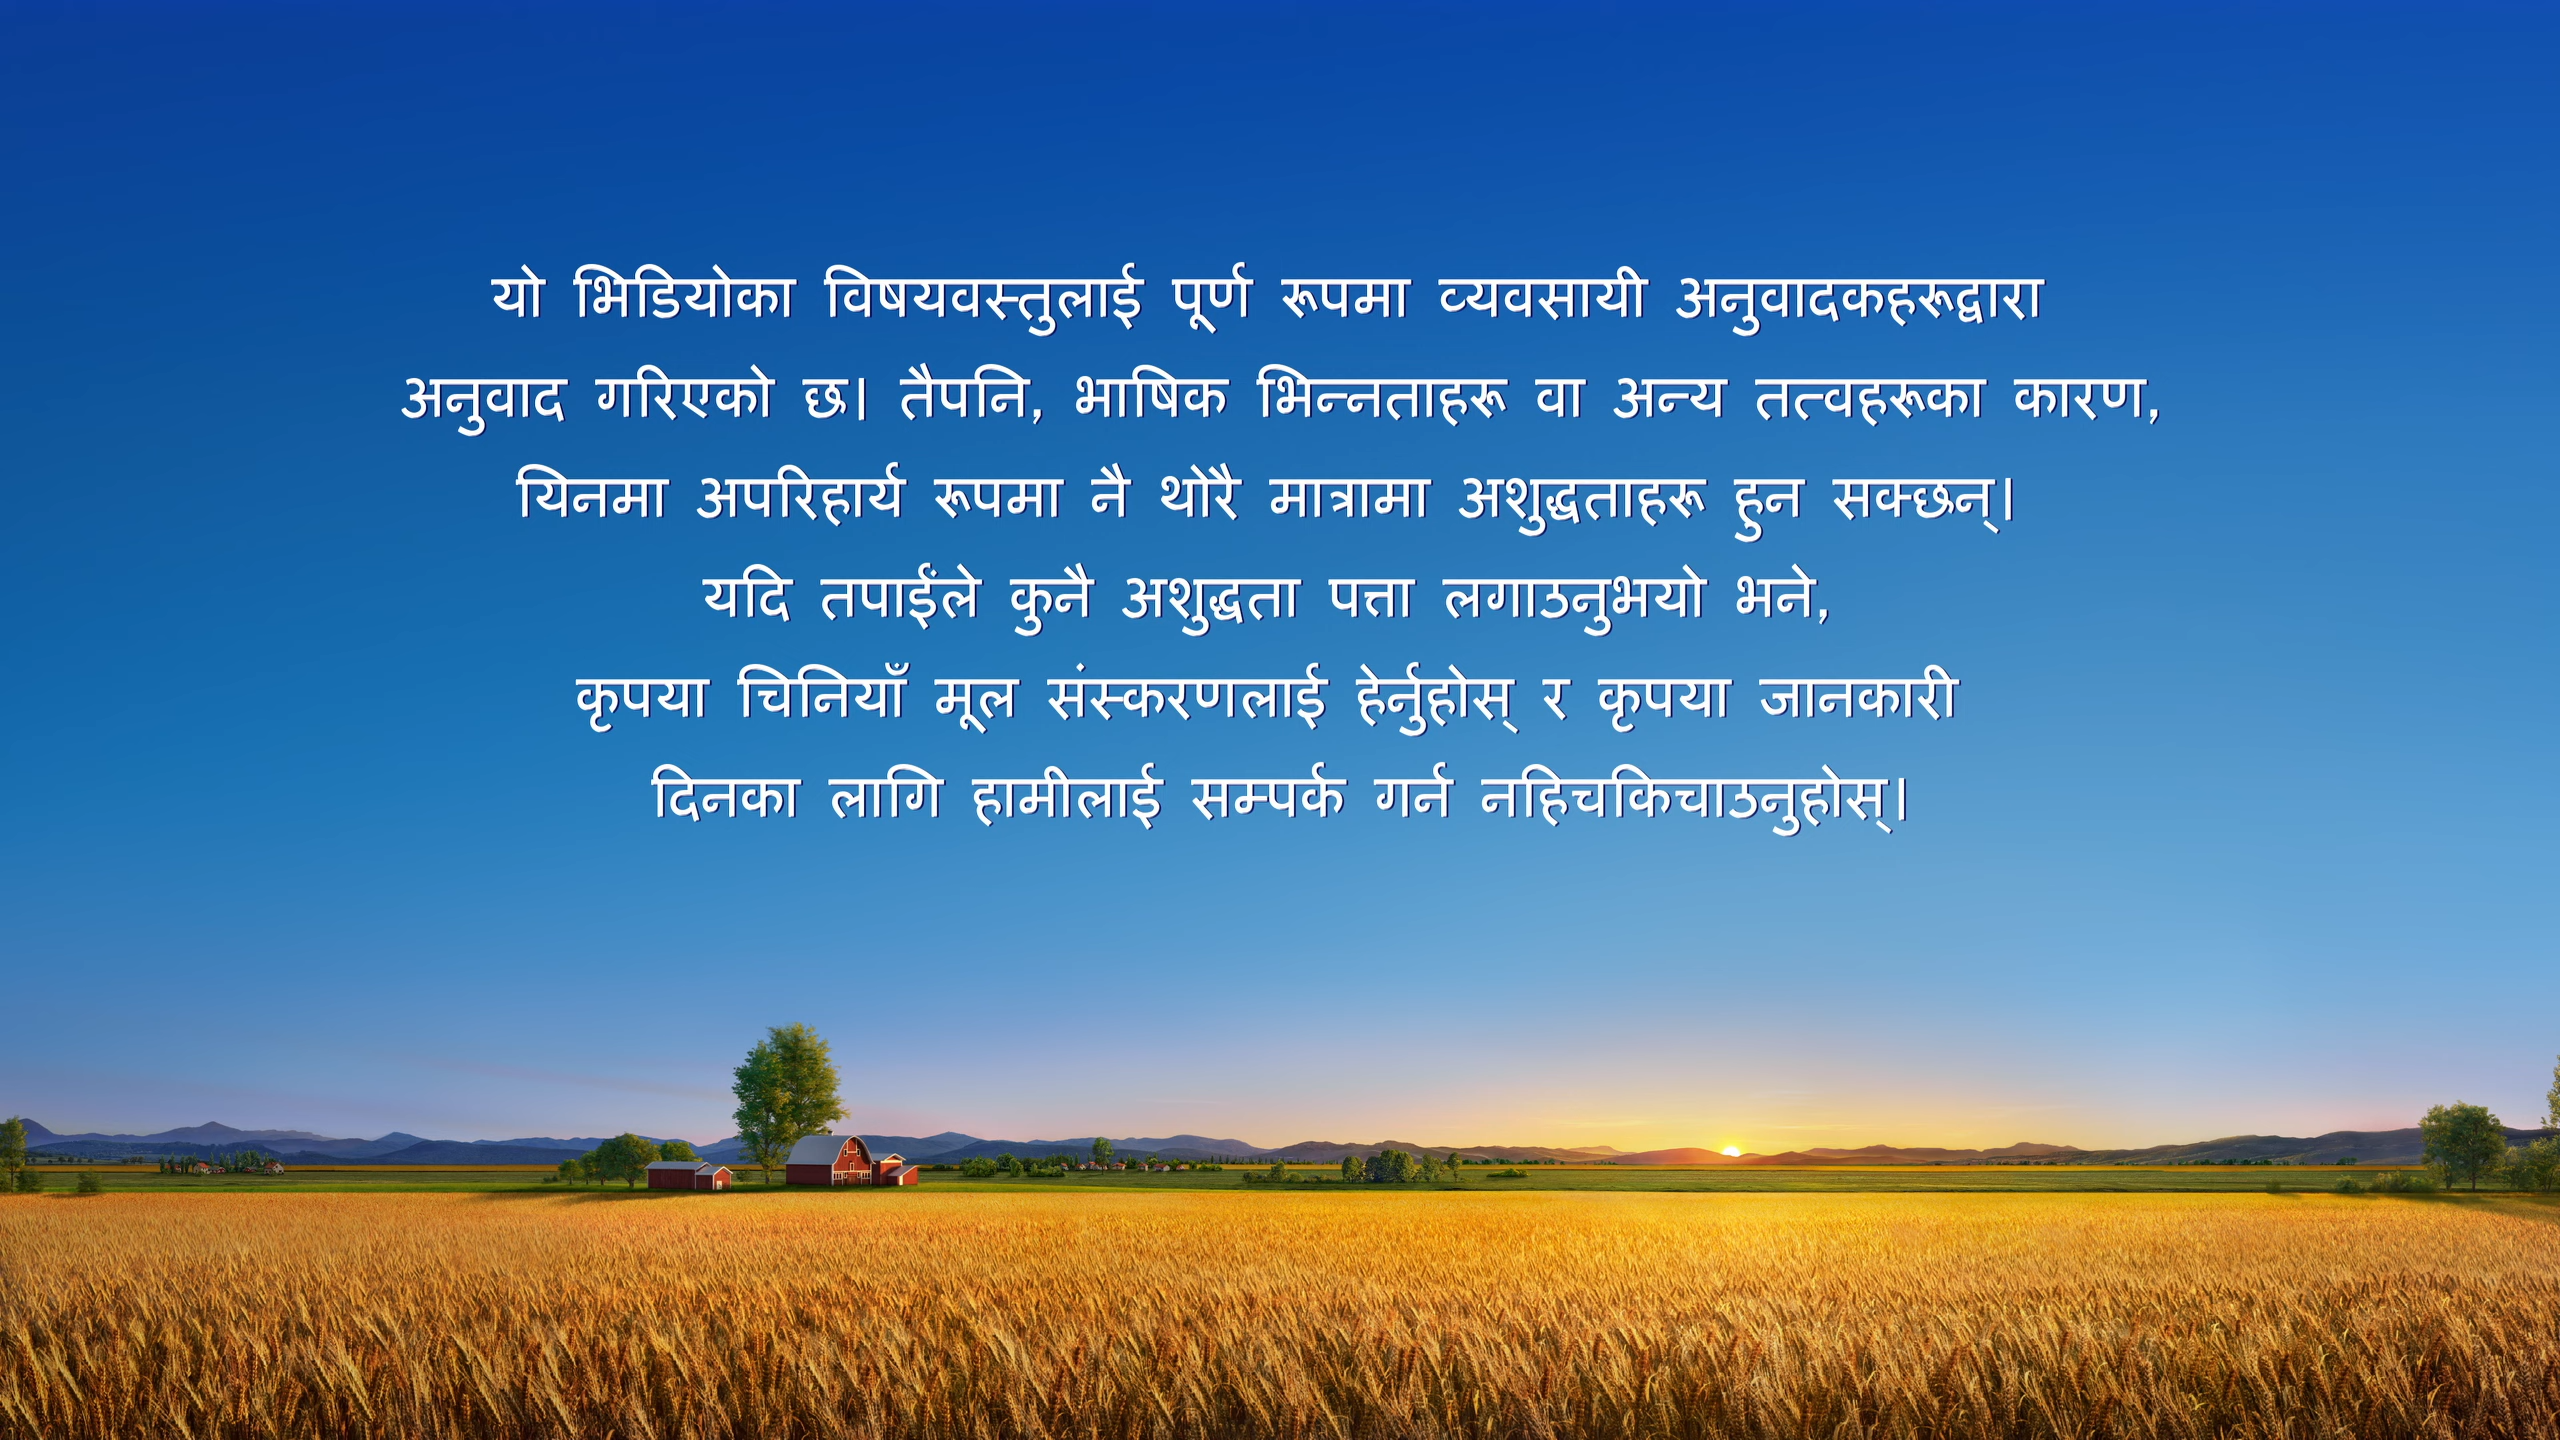 यो भिडियोका विषयवस्तुलाई पूर्ण रूपमा व्यवसायी अनुवादकहरूद्वारा
अनुवाद गरिएको छ। तैपनि, भाषिक भिन्नताहरू वा अन्य तत्वहरूका कारण,
यिनमा अपरिहार्य रूपमा नै थोरै मात्रामा अशुद्धताहरू हुन सक्छन्।
यदि तपाईंले कुनै अशुद्धता पत्ता लगाउनुभयो भने,
कृपया चिनियाँ मूल संस्करणलाई हेर्नुहोस् र कृपया जानकारी
दिनका लागि हामीलाई सम्पर्क गर्न नहिचकिचाउनुहोस्।